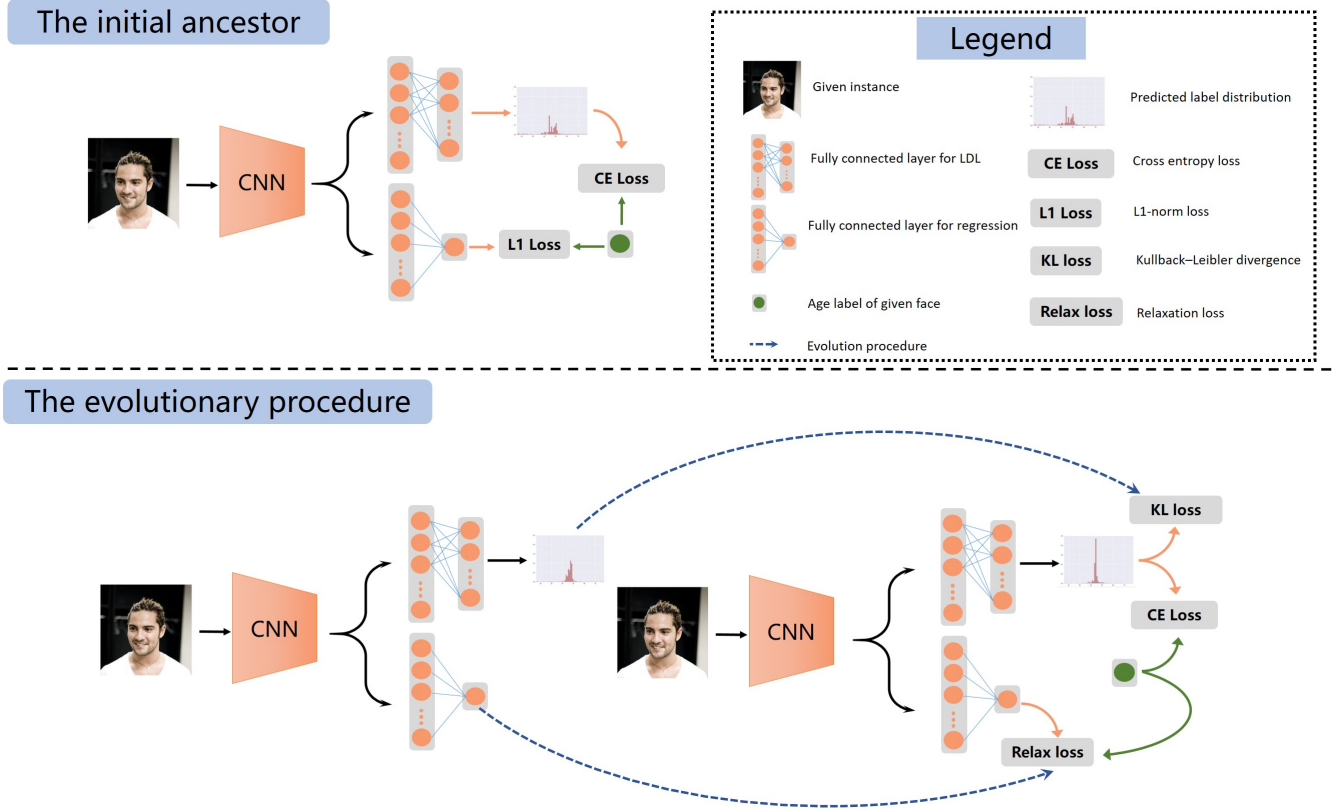 The initial ancestor
CNN
CE Loss
L1 Loss
Legend
Given instance
Predicted label distribution
Fully connected layer for LDL
CE Loss
Cross entropy loss
Fully connected layer for regression
L1 Loss
L1-norm loss
KL loss
Kullback–Leibler divergence
Age label of given face
Relax loss
Relaxation loss
Evolution procedure
The evolutionary procedure
CNN
CNN
KL loss
CE Loss
Relax loss